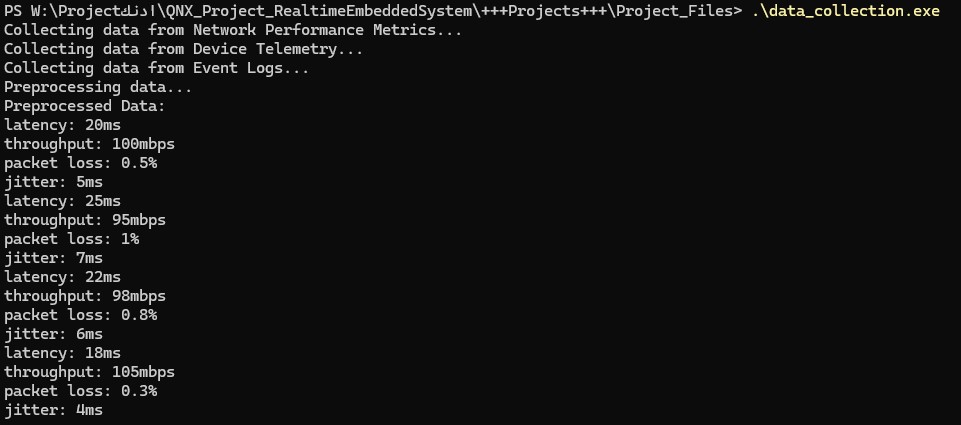 PS W:\Projectادنك\QNX_Project_RealtimeEmbeddedSystem\+++Projects+++\Project_Files> .\data_collection.exe
Collecting data from Network Performance Metrics...
Collecting data from Device Telemetry...
Collecting data from Event Logs...
Preprocessing data...
Preprocessed Data:
latency: 20ms
throughput: 100mbps
packet loss: 0.5%
jitter: 5ms
latency: 25ms
throughput: 95mbps
packet loss: 1%
jitter: 7ms
latency: 22ms
throughput: 98mbps
packet loss: 0.8%
jitter: 6ms
latency: 18ms
throughput: 105mbps
packet loss: 0.3%
jitter: 4ms